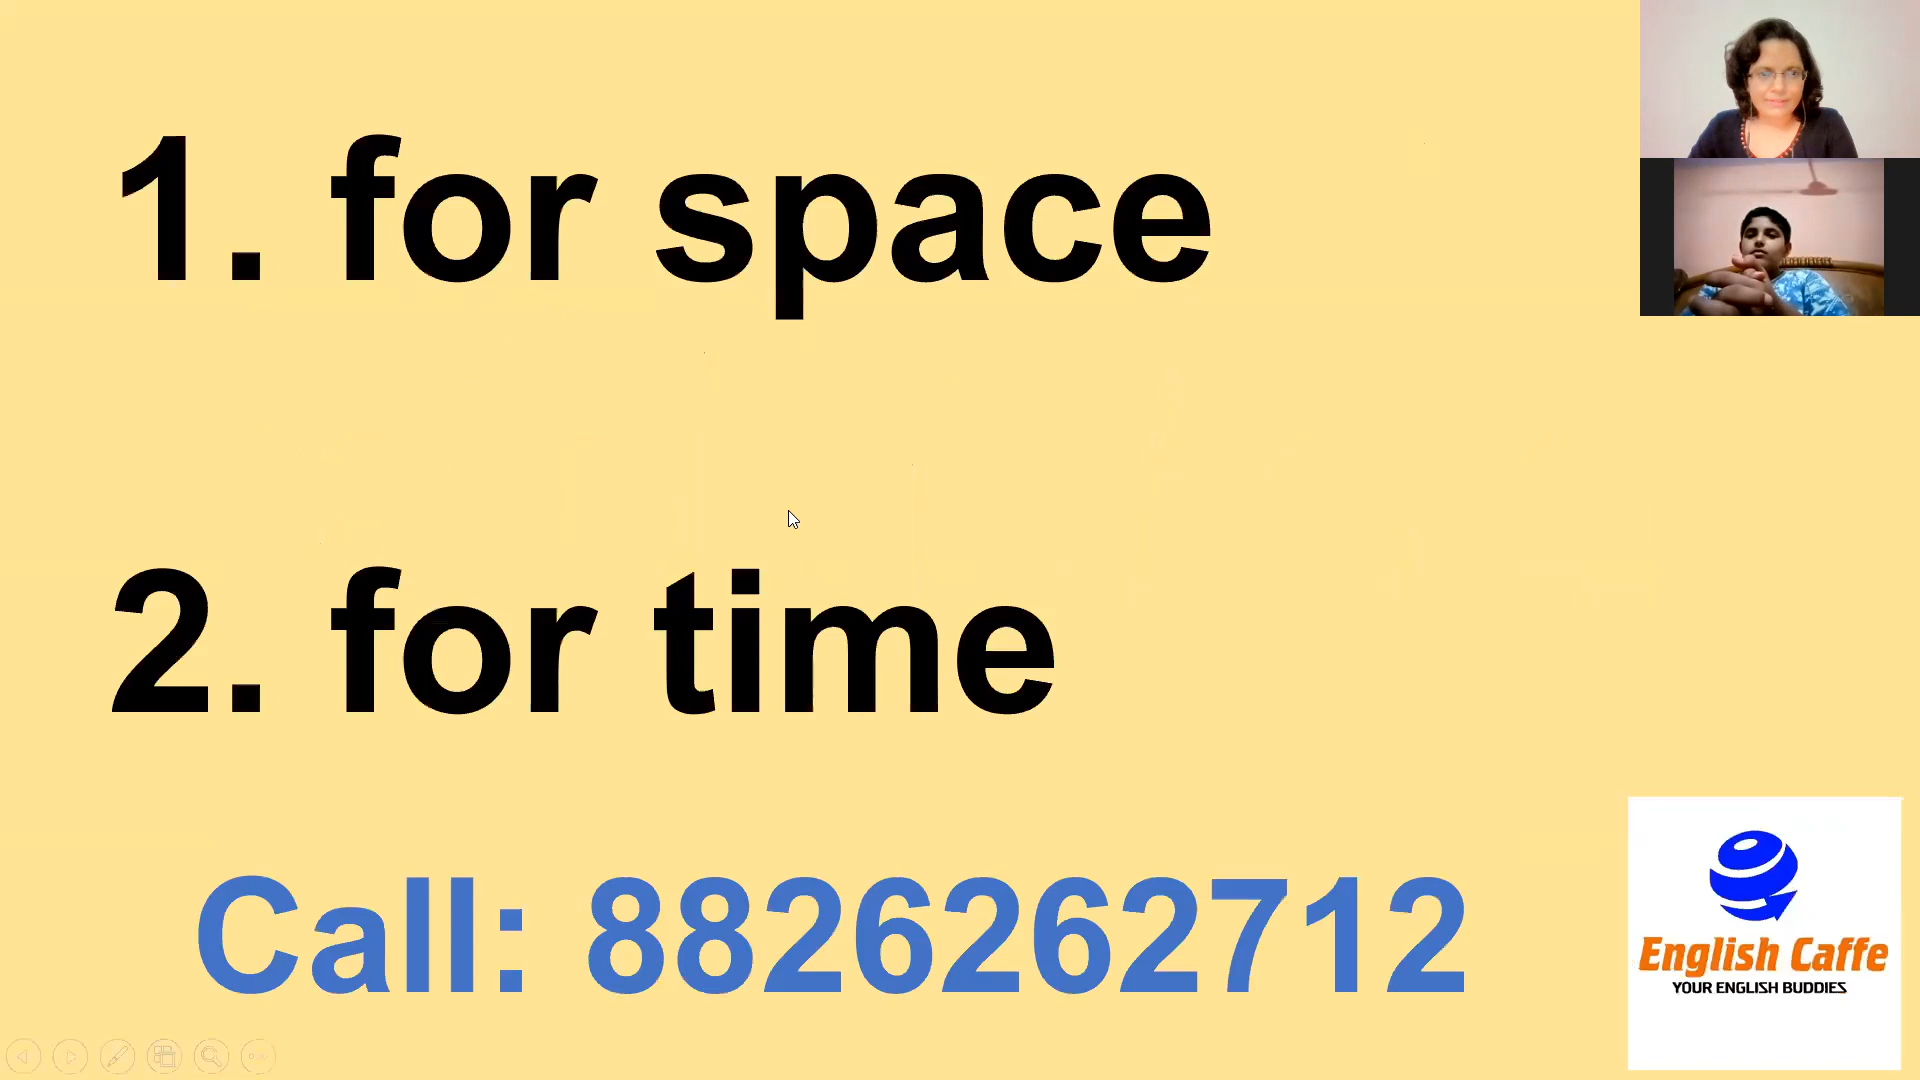 1. for space
2. for time
Call: 8826262712
English Caffe
YOUR ENGLISH BUDDIES